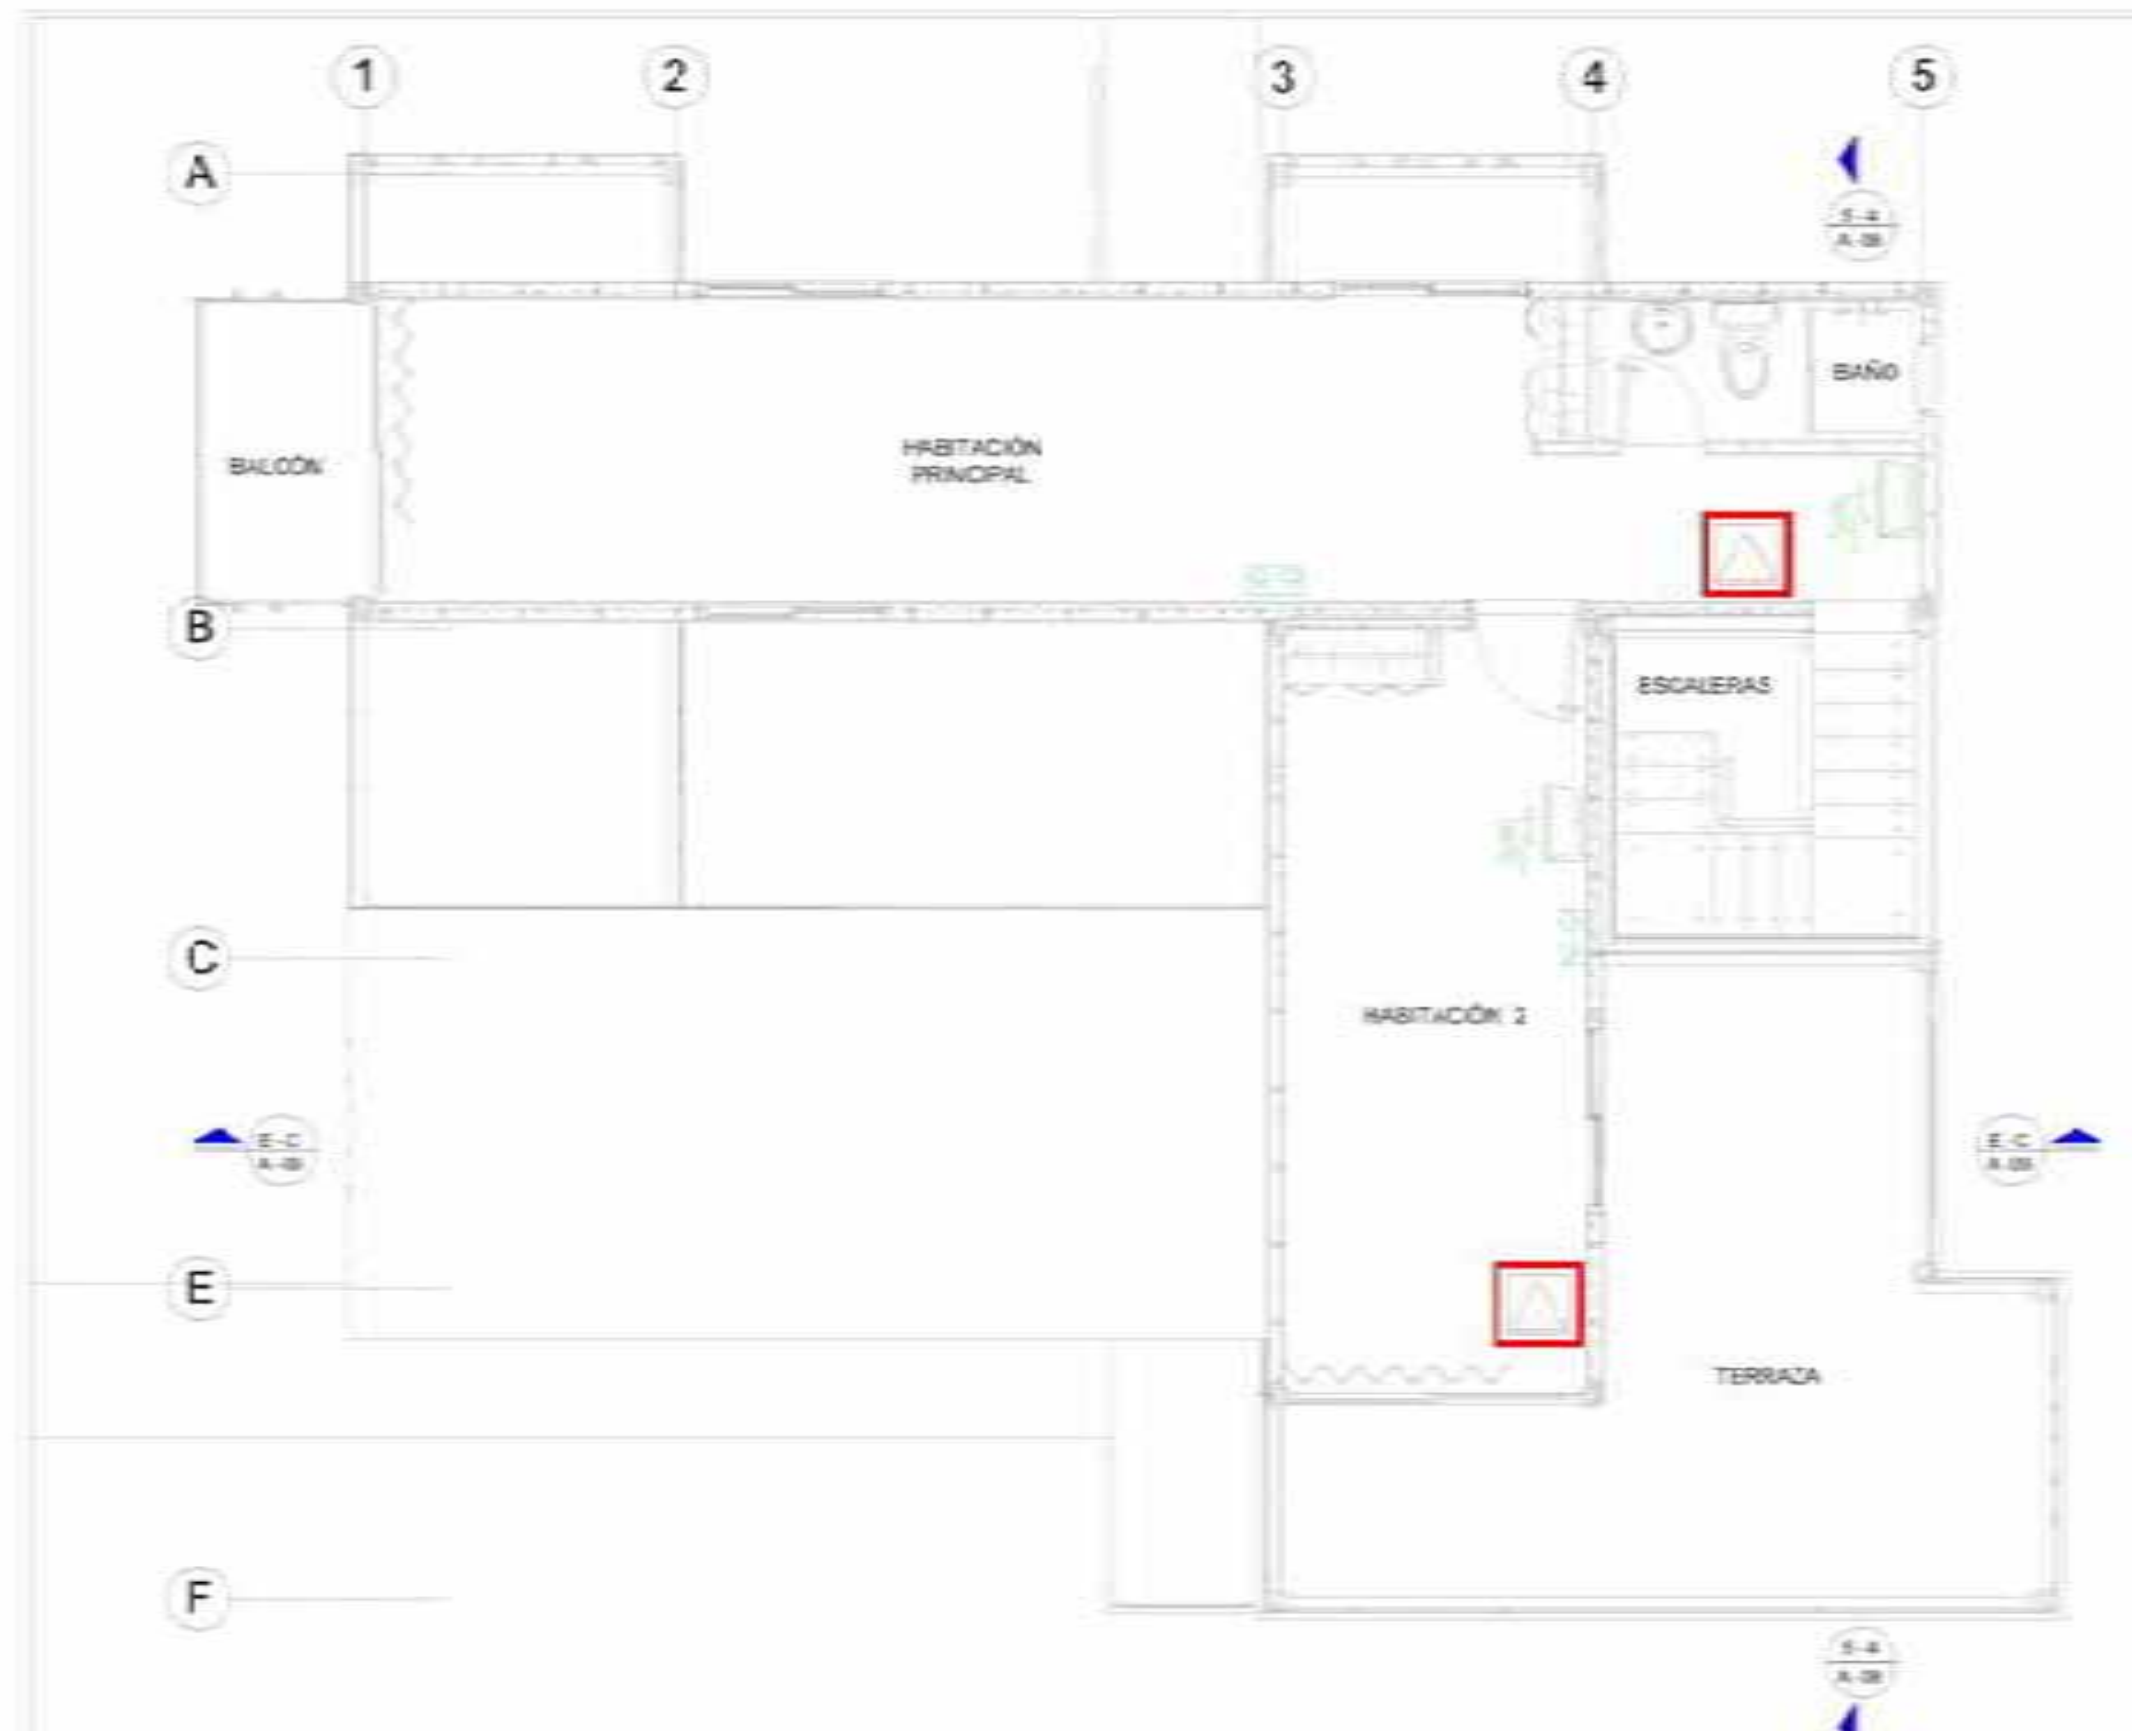 1 2 3 4 5
A
BAÑO
HABITACIÓN
PRINCIPAL
BALCÓN
B
ESCALERAS
C
HABITACIÓN 2
E-C
E-C
E
TERRAZA
F